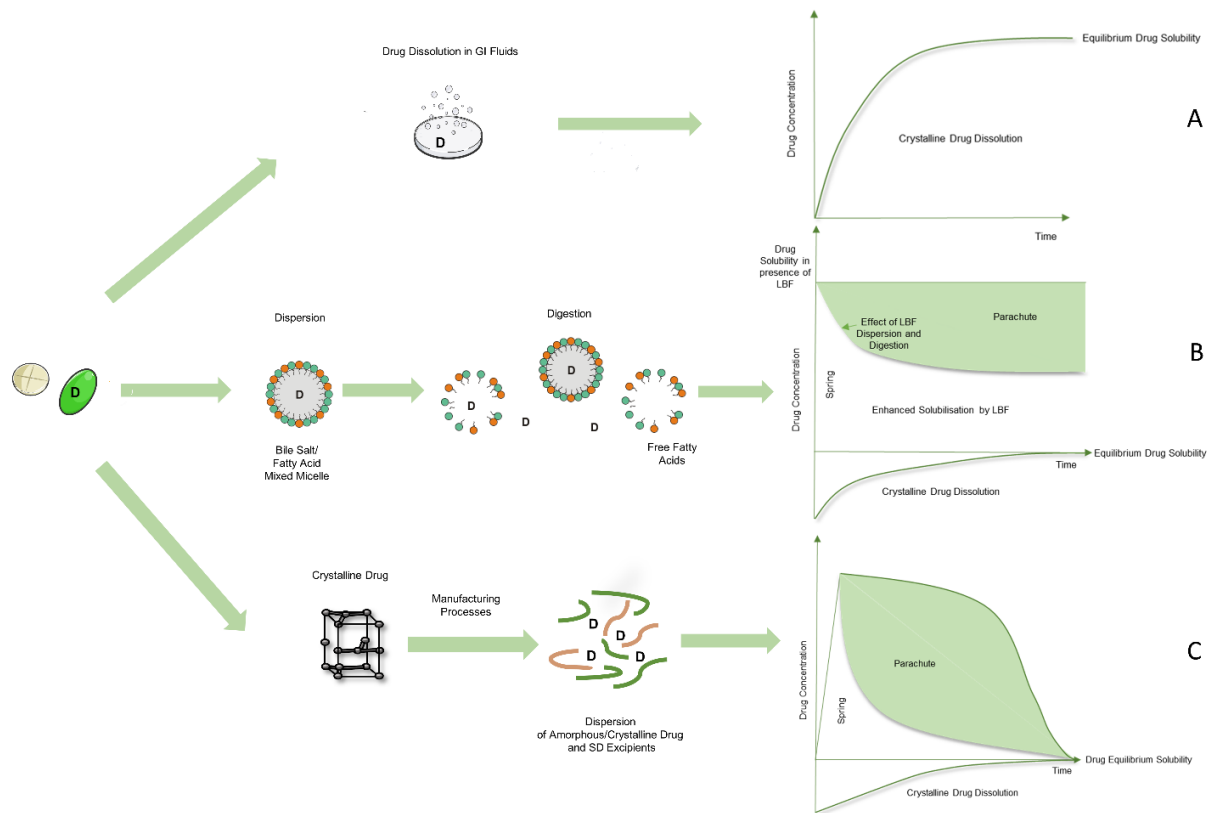 Drug Dissolution in GI Fluids
D
Drug Concentration
Equilibrium Drug Solubility
Crystalline Drug Dissolution
Time
A
D
Dispersion
D
Bile Salt/
Fatty Acid
Mixed Micelle
Digestion
D
D
D
D
Free Fatty
Acids
Drug
Solubility in
presence of
LBF
Drug Concentration
Spring
Effect of LBF
Dispersion and
Digestion
Parachute
Enhanced Solubilisation by LBF
Equilibrium Drug Solubility
Time
Crystalline Drug Dissolution
B
Crystalline Drug
Manufacturing
Processes
D
D
D
D
Dispersion
of Amorphous/Crystalline Drug
and SD Excipients
Drug Concentration
Spring
Parachute
Drug Equilibrium Solubility
Time
Crystalline Drug Dissolution
C